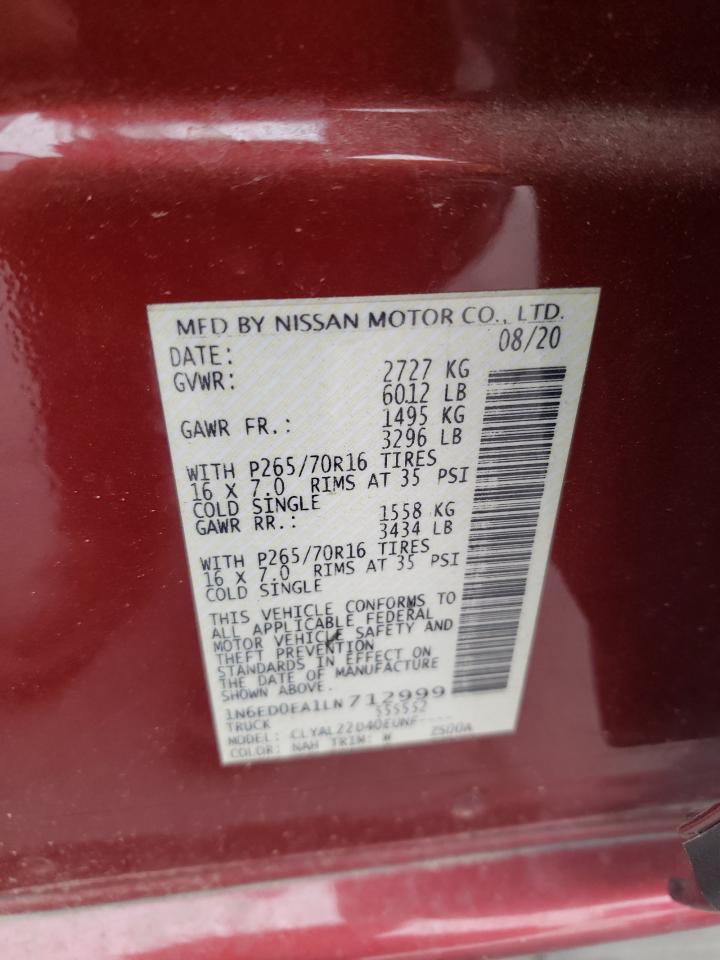 MFD BY NISSAN MOTOR CO., LTD.
DATE: 08/20
GVWR: 2727 KG
6012 LB
GAWR FR.: 1495 KG
3296 LB
WITH P265/70R16 TIRES
16 X 7.0 RIMS AT 35 PSI
COLD SINGLE
GAWR RR.: 1558 KG
3434 LB
WITH P265/70R16 TIRES
16 X 7.0 RIMS AT 35 PSI
COLD SINGLE
THIS VEHICLE CONFORMS TO
ALL APPLICABLE FEDERAL
MOTOR VEHICLE SAFETY AND
THEFT PREVENTION
STANDARDS IN EFFECT ON
THE DATE OF MANUFACTURE
SHOWN ABOVE.
1N6ED0EA1LN712999
TRUCK
MODEL:
COLOR: NAH TRIM: W